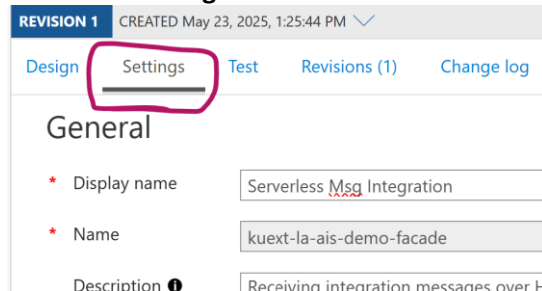 REVISION 1 CREATED May 23, 2025, 1:25:44 PM
Design Settings Test Revisions (1) Change log
General
* Display name Serverless Msg Integration
* Name kuext-la-ais-demo-facade
Description Receiving integration messages over